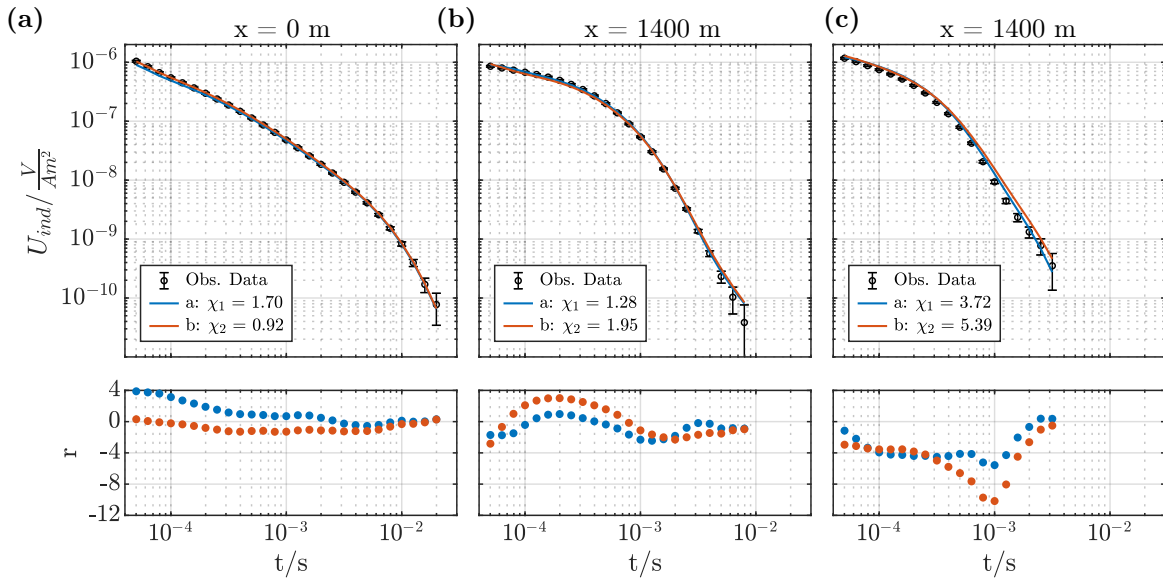 (a) x = 0 m
(b) x = 1400 m
(c) x = 1400 m
U_ind / V/Am²
10⁻⁶
10⁻⁷
10⁻⁸
10⁻⁹
10⁻¹⁰
Obs. Data
a: χ₁ = 1.70
b: χ₂ = 0.92
Obs. Data
a: χ₁ = 1.28
b: χ₂ = 1.95
Obs. Data
a: χ₁ = 3.72
b: χ₂ = 5.39
r
4
0
-4
-8
-12
10⁻⁴ 10⁻³ 10⁻²
t/s
10⁻⁴ 10⁻³ 10⁻²
t/s
10⁻⁴ 10⁻³ 10⁻²
t/s